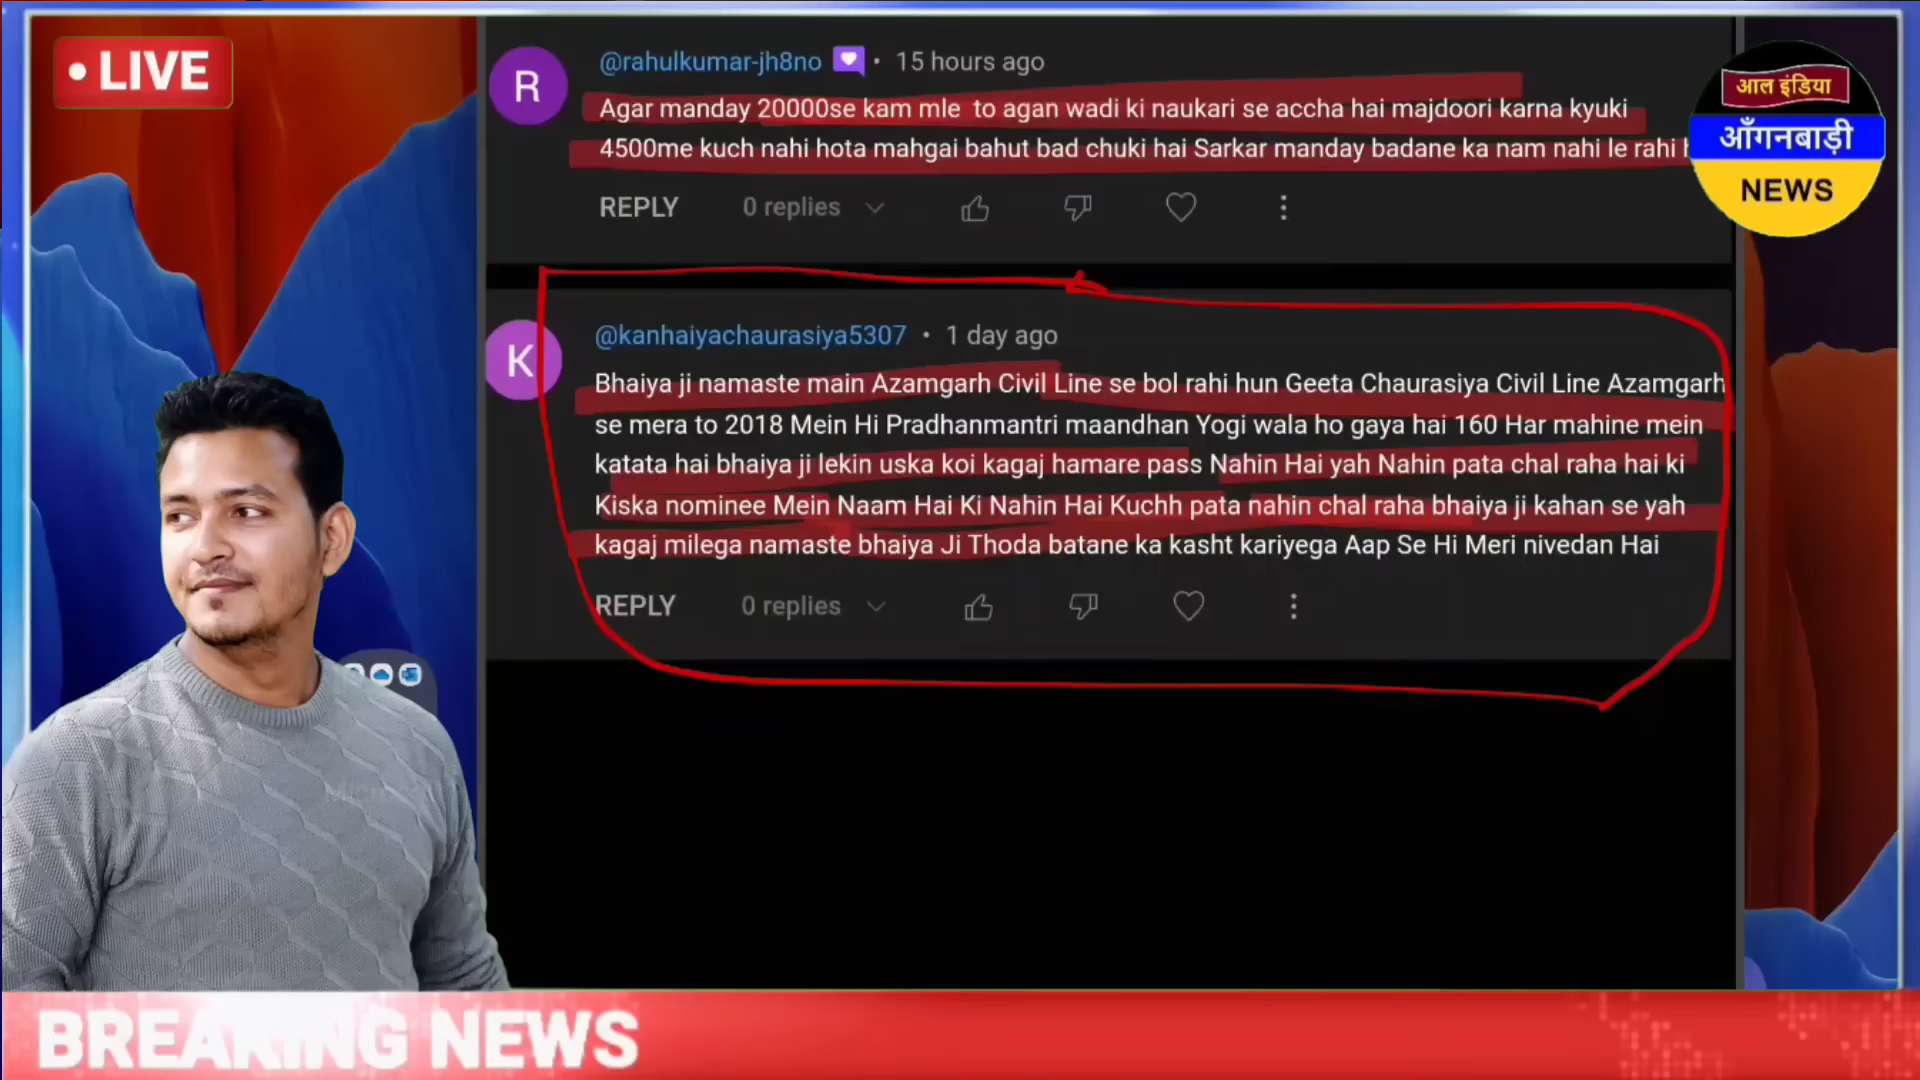 • LIVE
R
@rahulkumar-jh8no • 15 hours ago
Agar manday 20000se kam mle to agan wadi ki naukari se accha hai majdoori karna kyuki
4500me kuch nahi hota mahgai bahut bad chuki hai Sarkar manday badane ka nam nahi le rahi
REPLY 0 replies
आल इंडिया
आँगनबाड़ी
NEWS
K
@kanhaiyachaurasiya5307 • 1 day ago
Bhaiya ji namaste main Azamgarh Civil Line se bol rahi hun Geeta Chaurasiya Civil Line Azamgarh
se mera to 2018 Mein Hi Pradhanmantri maandhan Yogi wala ho gaya hai 160 Har mahine mein
katata hai bhaiya ji lekin uska koi kagaj hamare pass Nahin Hai yah Nahin pata chal raha hai ki
Kiska nominee Mein Naam Hai Ki Nahin Hai Kuchh pata nahin chal raha bhaiya ji kahan se yah
kagaj milega namaste bhaiya Ji Thoda batane ka kasht kariyega Aap Se Hi Meri nivedan Hai
REPLY 0 replies
BREAKING NEWS